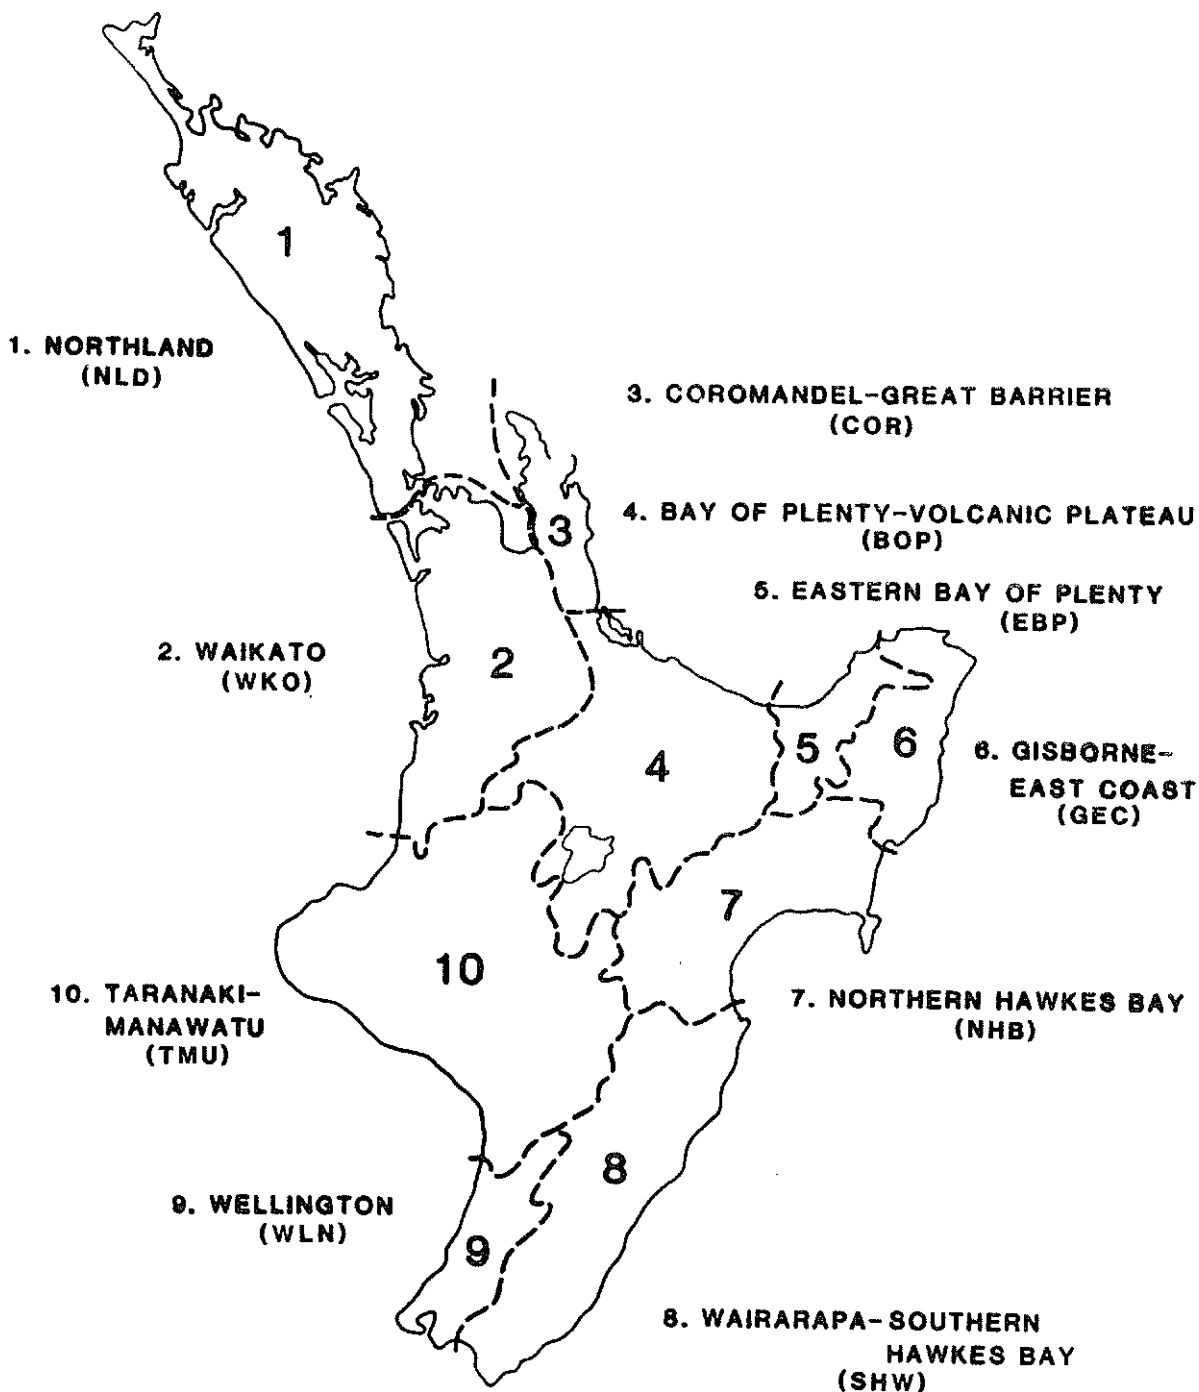 1
1. NORTHLAND
(NLD)
3. COROMANDEL-GREAT BARRIER
(COR)
3
4. BAY OF PLENTY-VOLCANIC PLATEAU
(BOP)
5. EASTERN BAY OF PLENTY
(EBP)
2. WAIKATO
(WKO)
2
4
5
6
6. GISBORNE-
EAST COAST
(GEC)
7
10
10. TARANAKI-
MANAWATU
(TMU)
7. NORTHERN HAWKES BAY
(NHB)
8
9. WELLINGTON
(WLN)
9
8. WAIRARAPA-SOUTHERN
HAWKES BAY
(SHW)